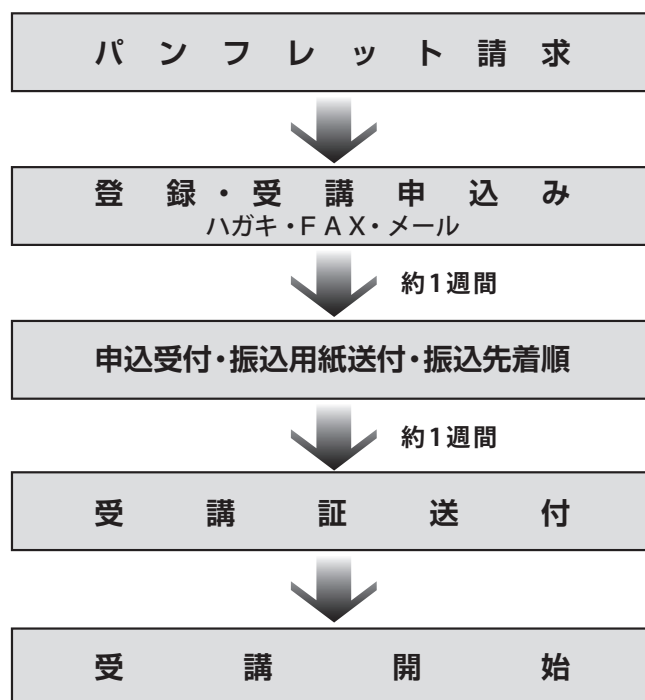 パンフレット請求
登録・受講申込み
ハガキ・FAX・メール
約1週間
申込受付・振込用紙送付・振込先着順
約1週間
受講証送付
受講開始